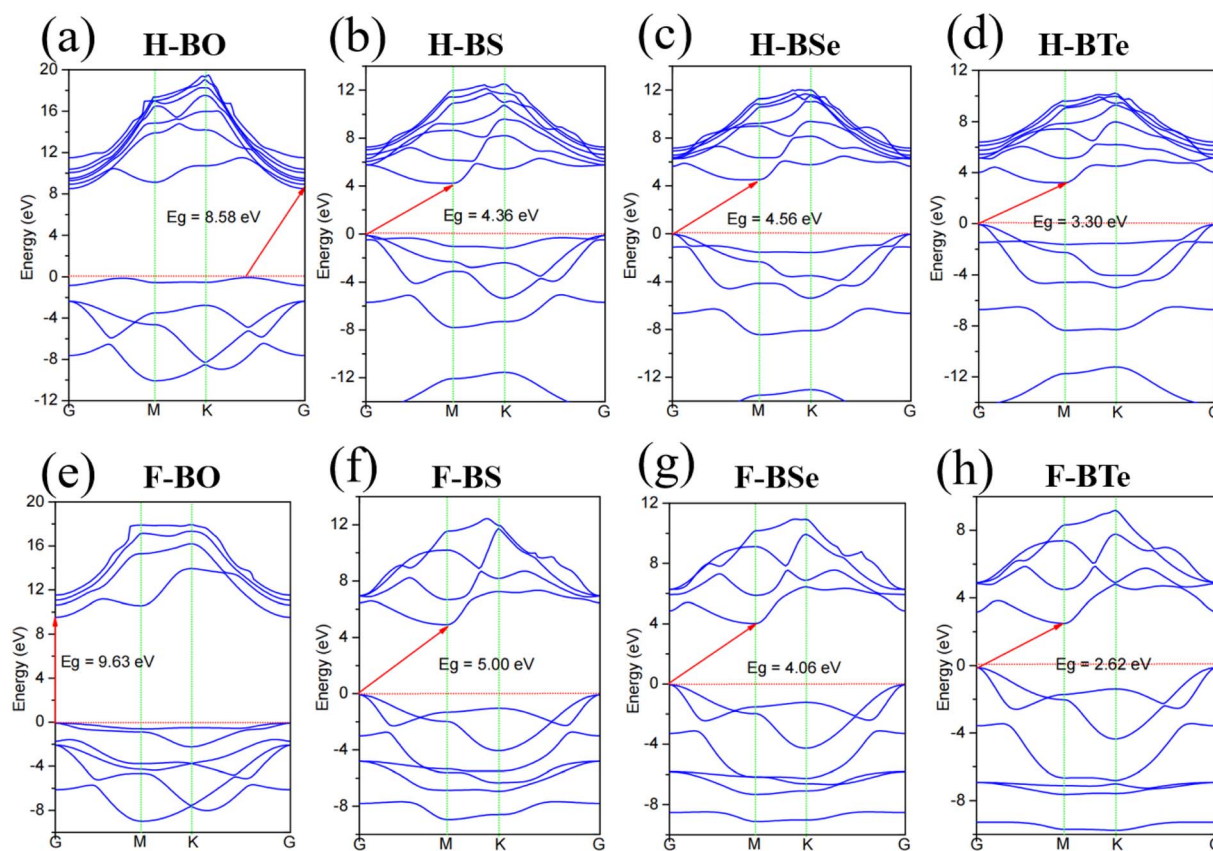 (a) H-BO
(b) H-BS
(c) H-BSe
(d) H-BTe
20
16
12
8
4
0
-4
-8
-12
Energy (eV)
Eg = 8.58 eV
G M K G
12
8
4
0
-4
-8
-12
Energy (eV)
Eg = 4.36 eV
G M K G
12
8
4
0
-4
-8
-12
Energy (eV)
Eg = 4.56 eV
G M K G
12
8
4
0
-4
-8
-12
Energy (eV)
Eg = 3.30 eV
G M K G
(e) F-BO
(f) F-BS
(g) F-BSe
(h) F-BTe
20
16
12
8
4
0
-4
-8
Energy (eV)
Eg = 9.63 eV
G M K G
12
8
4
0
-4
-8
Energy (eV)
Eg = 5.00 eV
G M K G
12
8
4
0
-4
-8
Energy (eV)
Eg = 4.06 eV
G M K G
8
4
0
-4
-8
Energy (eV)
Eg = 2.62 eV
G M K G